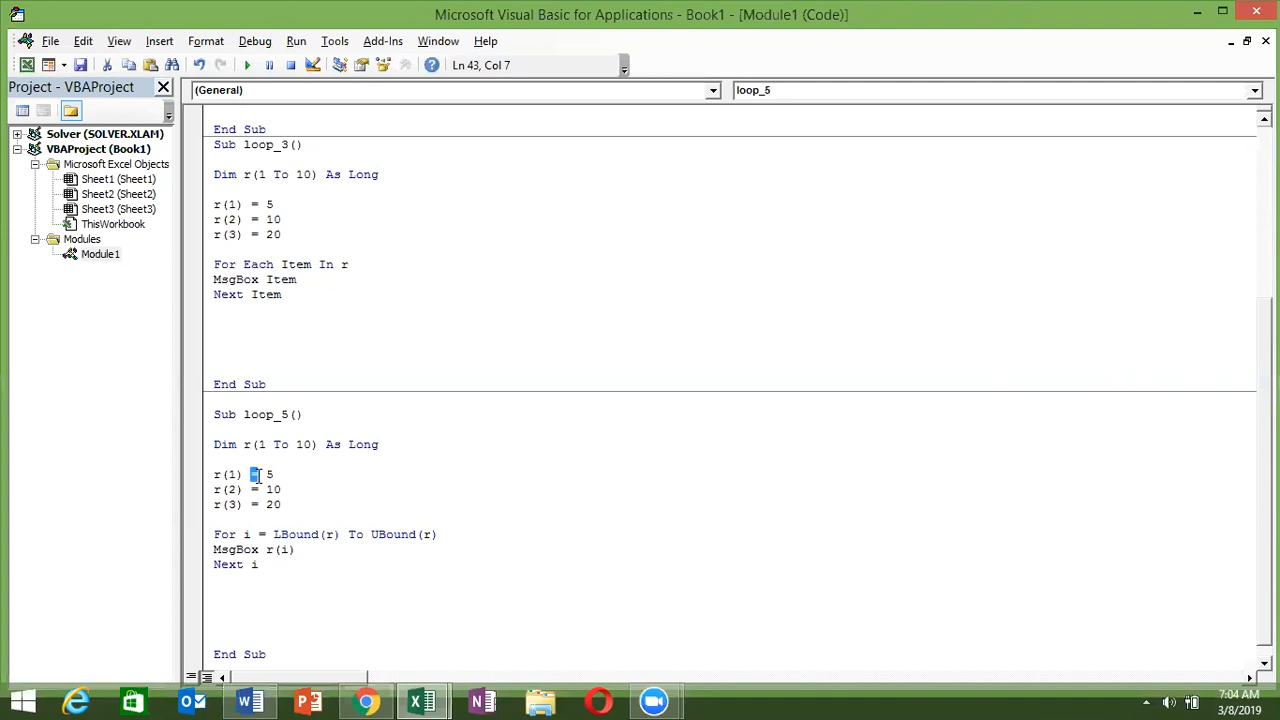 Microsoft Visual Basic for Applications - Book1 - [Module1 (Code)]
File Edit View Insert Format Debug Run Tools Add-Ins Window Help
Ln 43, Col 7
Project - VBAProject
(General)
loop_5
Solver (SOLVER.XLAM)
VBAProject (Book1)
Microsoft Excel Objects
Sheet1 (Sheet1)
Sheet2 (Sheet2)
Sheet3 (Sheet3)
ThisWorkbook
Modules
Module1
End Sub
Sub loop_3()
Dim r(1 To 10) As Long
r(1) = 5
r(2) = 10
r(3) = 20
For Each Item In r
MsgBox Item
Next Item
End Sub
Sub loop_5()
Dim r(1 To 10) As Long
r(1) = 5
r(2) = 10
r(3) = 20
For i = LBound(r) To UBound(r)
MsgBox r(i)
Next i
End Sub
7:04 AM
3/8/2019